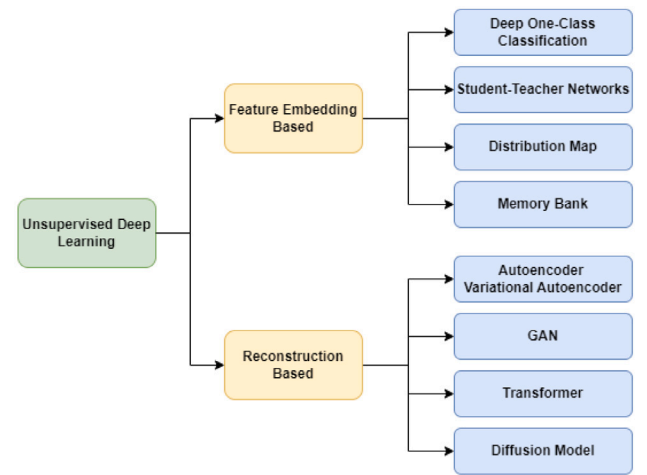 Deep One-Class
Classification
Student-Teacher Networks
Feature Embedding
Based
Distribution Map
Memory Bank
Unsupervised Deep
Learning
Autoencoder
Variational Autoencoder
GAN
Reconstruction
Based
Transformer
Diffusion Model